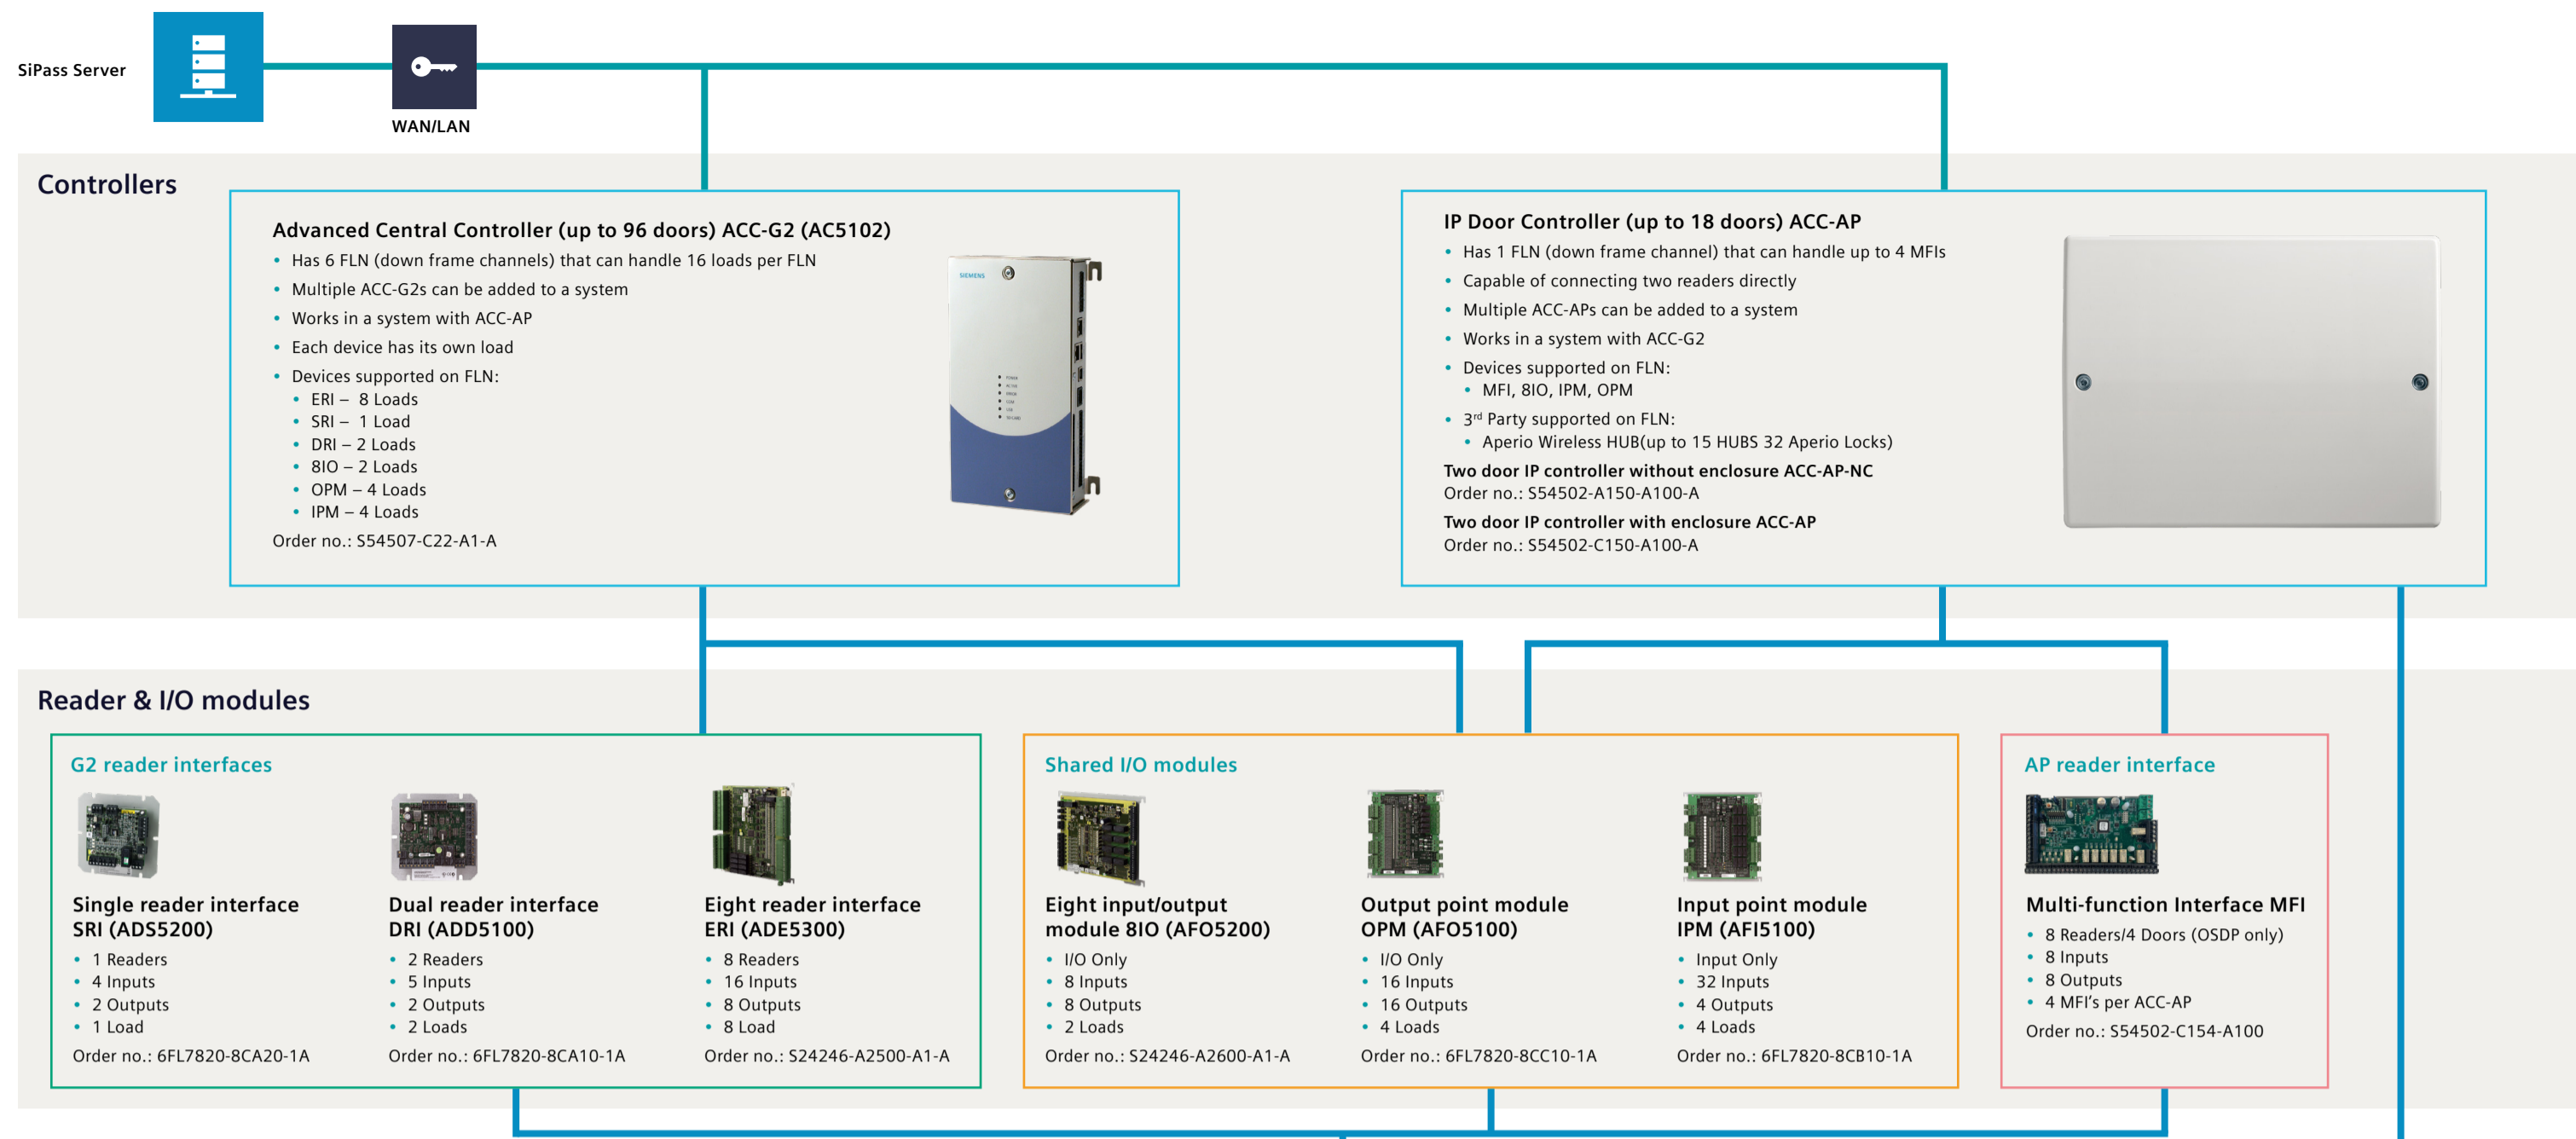 SiPass Server
WAN/LAN
Controllers
Advanced Central Controller (up to 96 doors) ACC-G2 (AC5102)
• Has 6 FLN (down frame channels) that can handle 16 loads per FLN
• Multiple ACC-G2s can be added to a system
• Works in a system with ACC-AP
• Each device has its own load
• Devices supported on FLN:
• ERI – 8 Loads
• SRI – 1 Load
• DRI – 2 Loads
• 8IO – 2 Loads
• OPM – 4 Loads
• IPM – 4 Loads
Order no.: S54507-C22-A1-A
SIEMENS
IP Door Controller (up to 18 doors) ACC-AP
• Has 1 FLN (down frame channel) that can handle up to 4 MFIs
• Capable of connecting two readers directly
• Multiple ACC-APs can be added to a system
• Works in a system with ACC-G2
• Devices supported on FLN:
• MFI, 8IO, IPM, OPM
• 3rd Party supported on FLN:
• Aperio Wireless HUB(up to 15 HUBS 32 Aperio Locks)
Two door IP controller without enclosure ACC-AP-NC
Order no.: S54502-A150-A100-A
Two door IP controller with enclosure ACC-AP
Order no.: S54502-C150-A100-A
Reader & I/O modules
G2 reader interfaces
Single reader interface
SRI (ADS5200)
• 1 Readers
• 4 Inputs
• 2 Outputs
• 1 Load
Order no.: 6FL7820-8CA20-1A
Dual reader interface
DRI (ADD5100)
• 2 Readers
• 5 Inputs
• 2 Outputs
• 2 Loads
Order no.: 6FL7820-8CA10-1A
Eight reader interface
ERI (ADE5300)
• 8 Readers
• 16 Inputs
• 8 Outputs
• 8 Load
Order no.: S24246-A2500-A1-A
Shared I/O modules
Eight input/output
module 8IO (AFO5200)
• I/O Only
• 8 Inputs
• 8 Outputs
• 2 Loads
Order no.: S24246-A2600-A1-A
Output point module
OPM (AFO5100)
• I/O Only
• 16 Inputs
• 16 Outputs
• 4 Loads
Order no.: 6FL7820-8CC10-1A
Input point module
IPM (AFI5100)
• Input Only
• 32 Inputs
• 4 Outputs
• 4 Loads
Order no.: 6FL7820-8CB10-1A
AP reader interface
Multi-function Interface MFI
• 8 Readers/4 Doors (OSDP only)
• 8 Inputs
• 8 Outputs
• 4 MFI’s per ACC-AP
Order no.: S54502-C154-A100